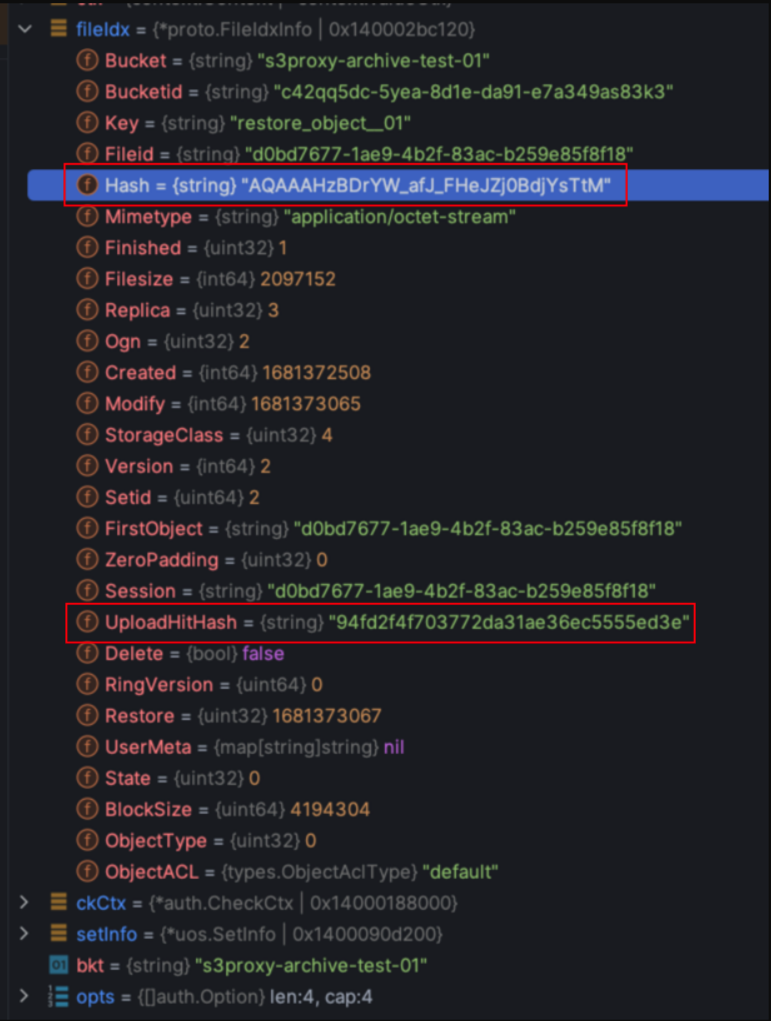 fileIdx = {*proto.FileIdxInfo | 0x140002bc120}
Bucket = {string} "s3proxy-archive-test-01"
Bucketid = {string} "c42qq5dc-5yea-8d1e-da91-e7a349as83k3"
Key = {string} "restore_object__01"
Fileid = {string} "d0bd7677-1ae9-4b2f-83ac-b259e85f8f18"
Hash = {string} "AQAAAHzBDrYW_afJ_FHeJZj0BdjYsTtM"
Mimetype = {string} "application/octet-stream"
Finished = {uint32} 1
Filesize = {int64} 2097152
Replica = {uint32} 3
Ogn = {uint32} 2
Created = {int64} 1681372508
Modify = {int64} 1681373065
StorageClass = {uint32} 4
Version = {int64} 2
Setid = {uint64} 2
FirstObject = {string} "d0bd7677-1ae9-4b2f-83ac-b259e85f8f18"
ZeroPadding = {uint32} 0
Session = {string} "d0bd7677-1ae9-4b2f-83ac-b259e85f8f18"
UploadHitHash = {string} "94fd2f4f703772da31ae36ec5555ed3e"
Delete = {bool} false
RingVersion = {uint64} 0
Restore = {uint32} 1681373067
UserMeta = {map[string]string} nil
State = {uint32} 0
BlockSize = {uint64} 4194304
ObjectType = {uint32} 0
ObjectACL = {types.ObjectAclType} "default"
ckCtx = {*auth.CheckCtx | 0x14000188000}
setInfo = {*uos.SetInfo | 0x1400090d200}
bkt = {string} "s3proxy-archive-test-01"
opts = {[]auth.Option} len:4, cap:4